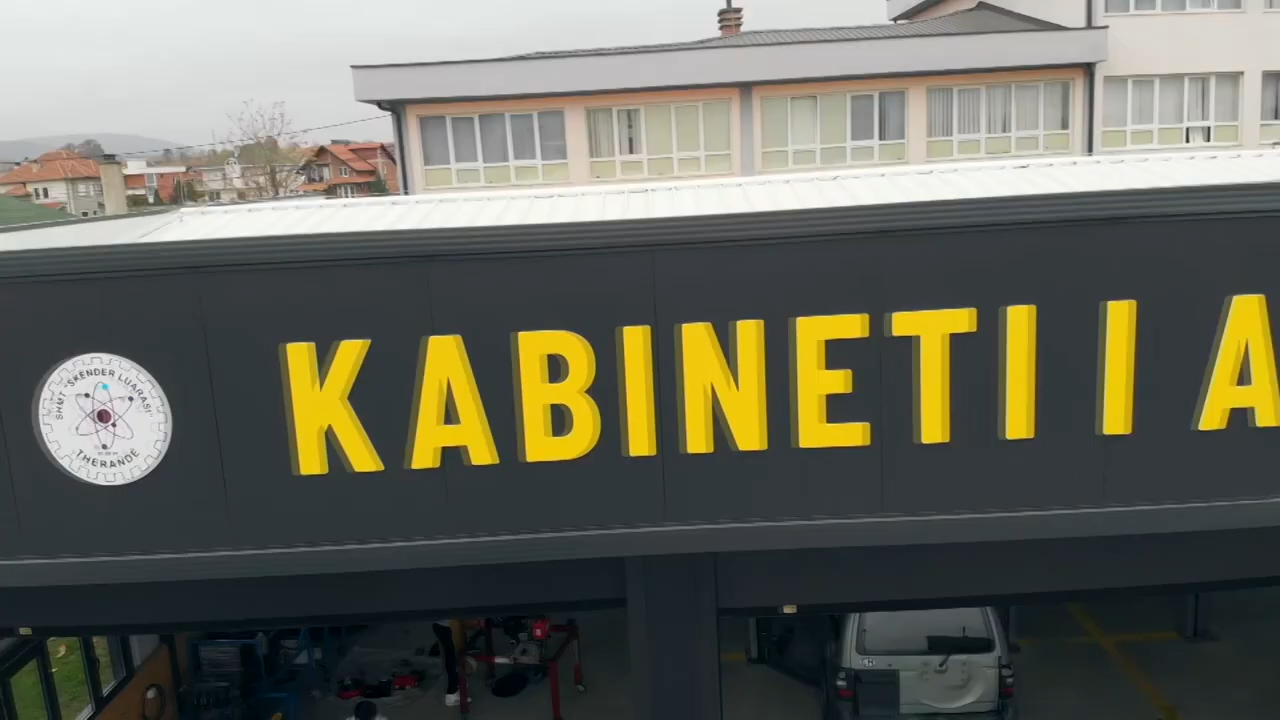 SHMT "SKENDER LUARASI"
THERANDE
KABINETI I A